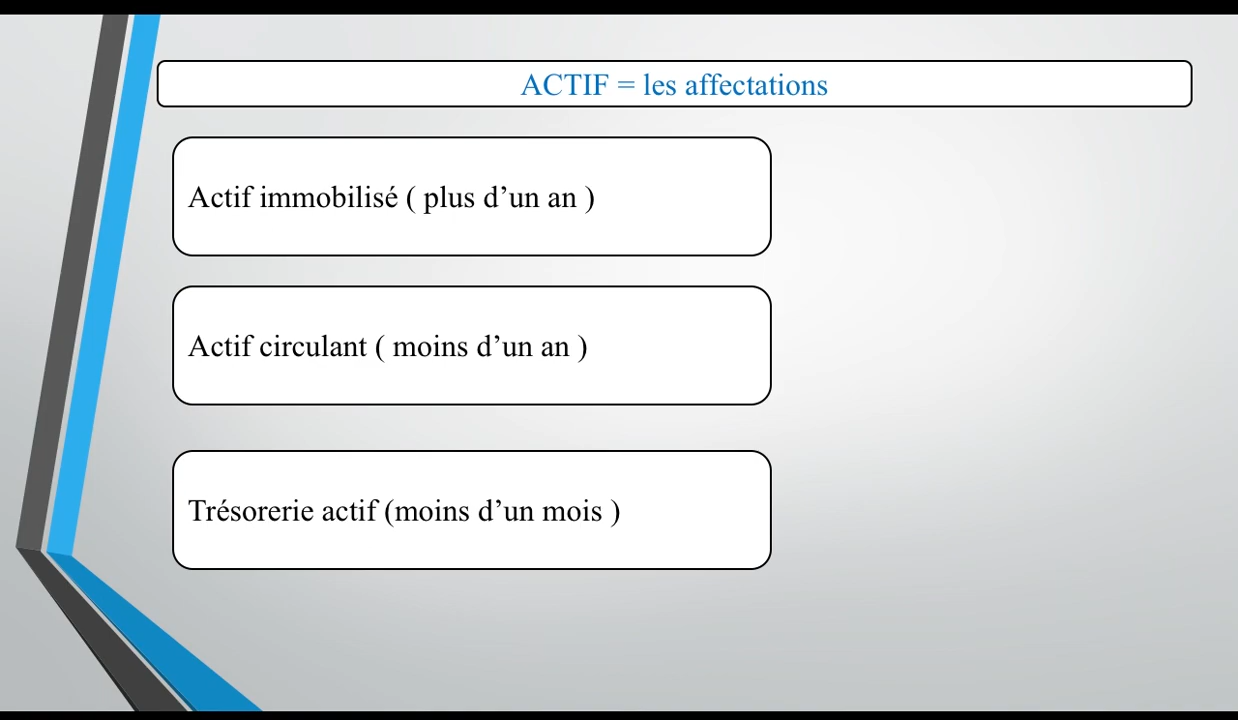 ACTIF = les affectations
Actif immobilisé ( plus d’un an )
Actif circulant ( moins d’un an )
Trésorerie actif (moins d’un mois )